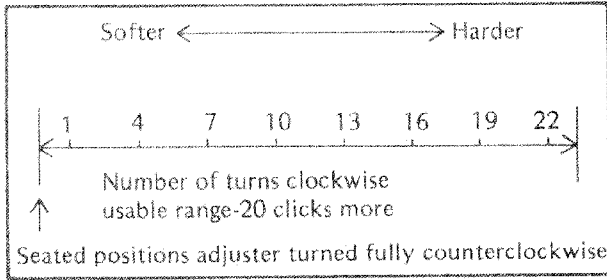 Softer Harder
1 4 7 10 13 16 19 22
Number of turns clockwise
usable range-20 clicks more
Seated positions adjuster turned fully counterclockwise